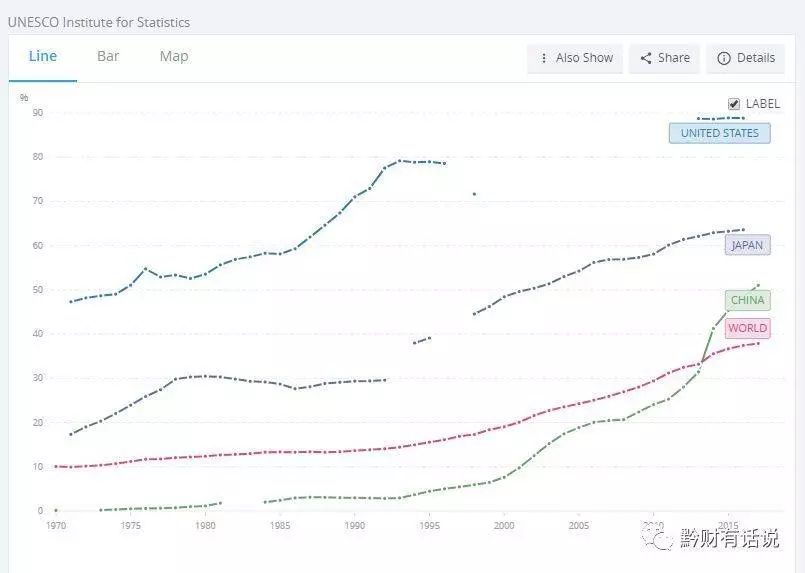 UNESCO Institute for Statistics
Line Bar Map Also Show Share Details
% LABEL
90
UNITED STATES
80
70
60
JAPAN
50
CHINA
40
WORLD
30
20
10
0
1970 1975 1980 1985 1990 1995 2000 2005 2010 2015
黔财有话说